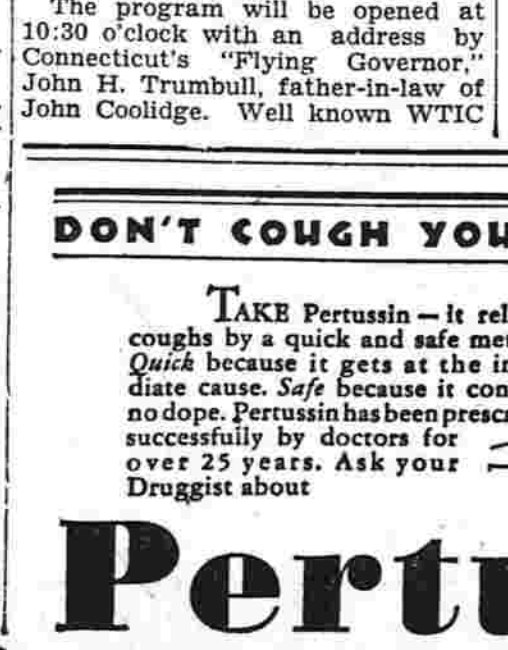 The program will be opened at
10:30 o'clock with an address by
Connecticut's "Flying Governor,"
John H. Trumbull, father-in-law of
John Coolidge. Well known WTIC
DON'T COUGH YOU
TAKE Pertussin — it rel
coughs by a quick and safe me
Quick because it gets at the i
diate cause. Safe because it con
no dope. Pertussin has been presc
successfully by doctors for
over 25 years. Ask your
Druggist about
Pertu